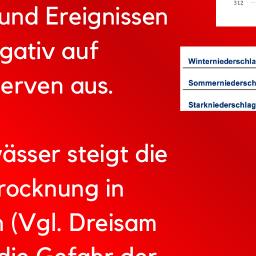 und Ereignissen
gativ auf
erven aus.
ässer steigt die
rocknung in
(Vgl. Dreisam
die Gefahr der
312
Winterniederschla
Sommerniedersch
Starkniederschlag